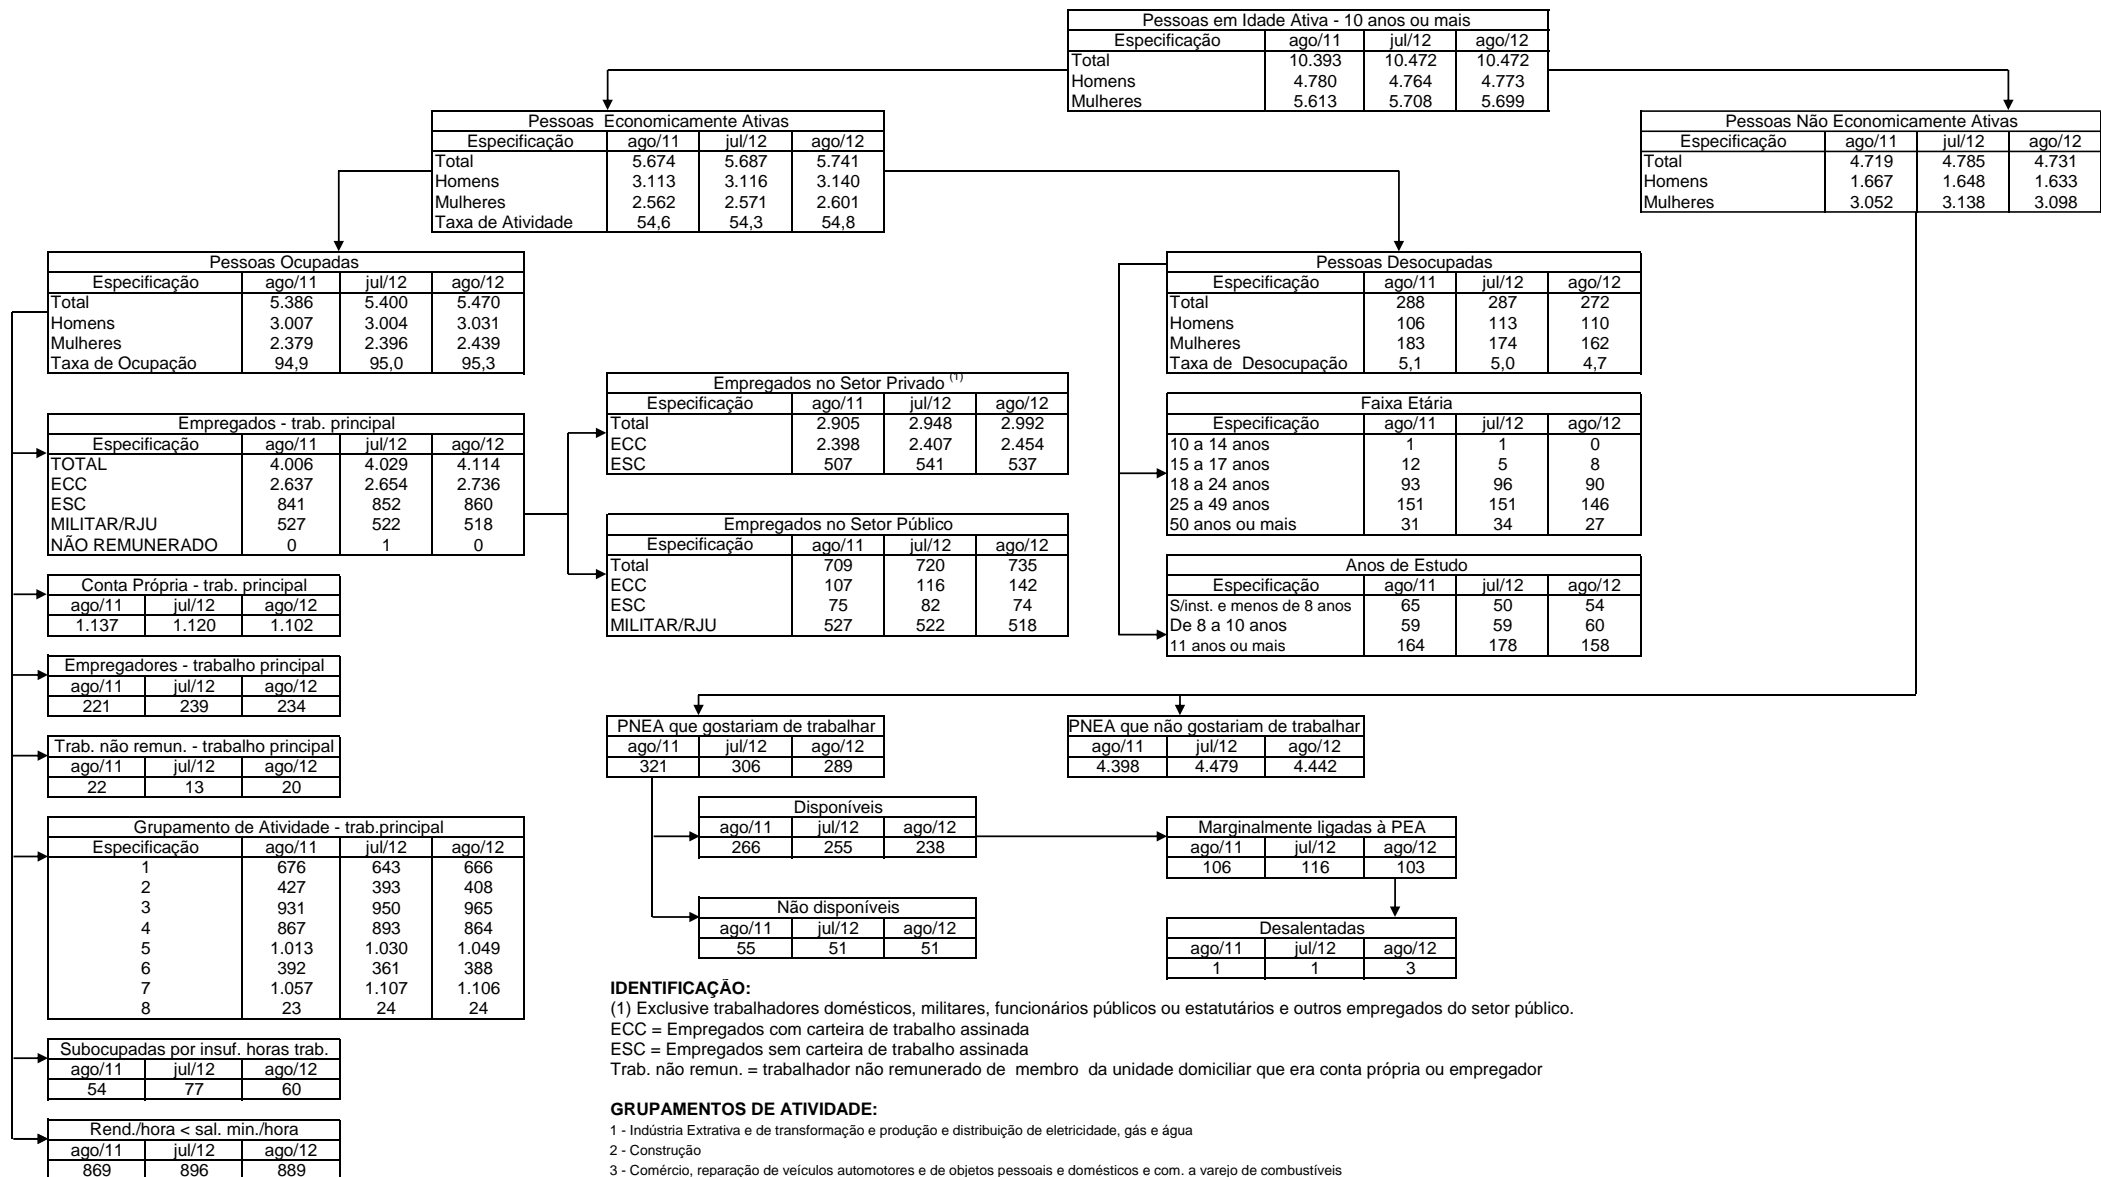 Pessoas em Idade Ativa - 10 anos ou mais
Especificação ago/11 jul/12 ago/12
Total 10.393 10.472 10.472
Homens 4.780 4.764 4.773
Mulheres 5.613 5.708 5.699
Pessoas Economicamente Ativas
Especificação ago/11 jul/12 ago/12
Total 5.674 5.687 5.741
Homens 3.113 3.116 3.140
Mulheres 2.562 2.571 2.601
Taxa de Atividade 54,6 54,3 54,8
Pessoas Não Economicamente Ativas
Especificação ago/11 jul/12 ago/12
Total 4.719 4.785 4.731
Homens 1.667 1.648 1.633
Mulheres 3.052 3.138 3.098
Pessoas Ocupadas
Especificação ago/11 jul/12 ago/12
Total 5.386 5.400 5.470
Homens 3.007 3.004 3.031
Mulheres 2.379 2.396 2.439
Taxa de Ocupação 94,9 95,0 95,3
Pessoas Desocupadas
Especificação ago/11 jul/12 ago/12
Total 288 287 272
Homens 106 113 110
Mulheres 183 174 162
Taxa de Desocupação 5,1 5,0 4,7
Empregados - trab. principal
Especificação ago/11 jul/12 ago/12
TOTAL 4.006 4.029 4.114
ECC 2.637 2.654 2.736
ESC 841 852 860
MILITAR/RJU 527 522 518
NÃO REMUNERADO 0 1 0
Empregados no Setor Privado (1)
Especificação ago/11 jul/12 ago/12
Total 2.905 2.948 2.992
ECC 2.398 2.407 2.454
ESC 507 541 537
Empregados no Setor Público
Especificação ago/11 jul/12 ago/12
Total 709 720 735
ECC 107 116 142
ESC 75 82 74
MILITAR/RJU 527 522 518
Faixa Etária
Especificação ago/11 jul/12 ago/12
10 a 14 anos 1 1 0
15 a 17 anos 12 5 8
18 a 24 anos 93 96 90
25 a 49 anos 151 151 146
50 anos ou mais 31 34 27
Anos de Estudo
Especificação ago/11 jul/12 ago/12
S/inst. e menos de 8 anos 65 50 54
De 8 a 10 anos 59 59 60
11 anos ou mais 164 178 158
Conta Própria - trab. principal
ago/11 jul/12 ago/12
1.137 1.120 1.102
Empregadores - trabalho principal
ago/11 jul/12 ago/12
221 239 234
Trab. não remun. - trabalho principal
ago/11 jul/12 ago/12
22 13 20
Grupamento de Atividade - trab.principal
Especificação ago/11 jul/12 ago/12
1 676 643 666
2 427 393 408
3 931 950 965
4 867 893 864
5 1.013 1.030 1.049
6 392 361 388
7 1.057 1.107 1.106
8 23 24 24
Subocupadas por insuf. horas trab.
ago/11 jul/12 ago/12
54 77 60
Rend./hora < sal. min./hora
ago/11 jul/12 ago/12
869 896 889
PNEA que gostariam de trabalhar
ago/11 jul/12 ago/12
321 306 289
PNEA que não gostariam de trabalhar
ago/11 jul/12 ago/12
4.398 4.479 4.442
Disponíveis
ago/11 jul/12 ago/12
266 255 238
Marginalmente ligadas à PEA
ago/11 jul/12 ago/12
106 116 103
Não disponíveis
ago/11 jul/12 ago/12
55 51 51
Desalentadas
ago/11 jul/12 ago/12
1 1 3
IDENTIFICAÇÃO:
(1) Exclusive trabalhadores domésticos, militares, funcionários públicos ou estatutários e outros empregados do setor público.
ECC = Empregados com carteira de trabalho assinada
ESC = Empregados sem carteira de trabalho assinada
Trab. não remun. = trabalhador não remunerado de membro da unidade domiciliar que era conta própria ou empregador
GRUPAMENTOS DE ATIVIDADE:
1 - Indústria Extrativa e de transformação e produção e distribuição de eletricidade, gás e água
2 - Construção
3 - Comércio, reparação de veículos automotores e de objetos pessoais e domésticos e com. a varejo de combustíveis